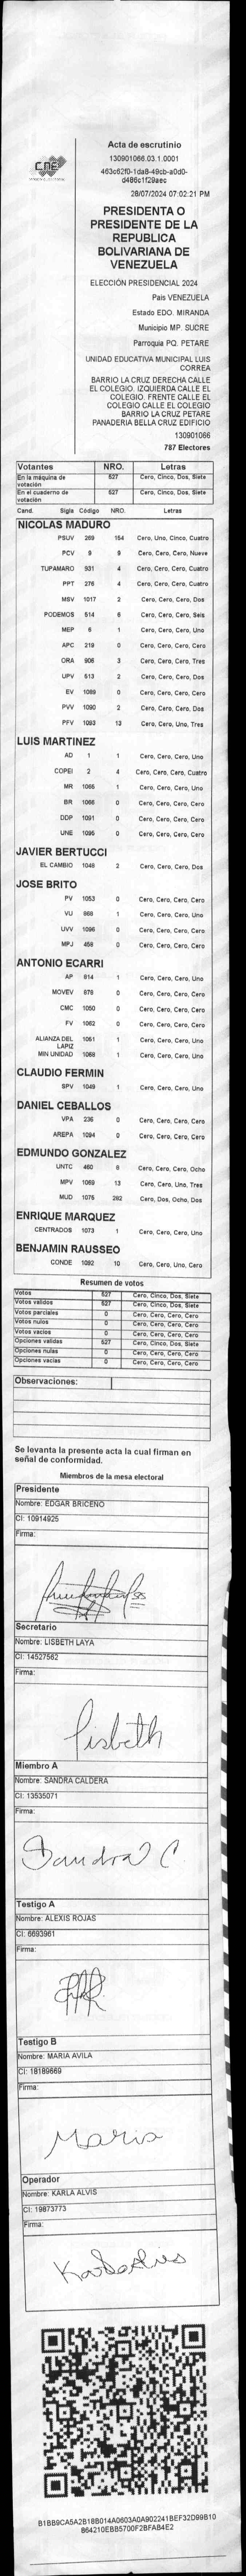 CNE
Acta de escrutinio
130901066.03.1.0001
463c62f0-1da8-49cb-a0d0-
d486c1f29aec
28/07/2024 07:02:21 PM
PRESIDENTA O
PRESIDENTE DE LA
REPUBLICA
BOLIVARIANA DE
VENEZUELA
ELECCIÓN PRESIDENCIAL 2024
Pais VENEZUELA
Estado EDO. MIRANDA
Municipio MP. SUCRE
Parroquia PQ. PETARE
UNIDAD EDUCATIVA MUNICIPAL LUIS
CORREA
BARRIO LA CRUZ DERECHA CALLE
EL COLEGIO. IZQUIERDA CALLE EL
COLEGIO. FRENTE CALLE EL
COLEGIO CALLE EL COLEGIO
BARRIO LA CRUZ PETARE
PANADERIA BELLA CRUZ EDIFICIO
130901066
787 Electores
Votantes NRO. Letras
En la máquina de votación 527 Cero, Cinco, Dos, Siete
En el cuaderno de votación 527 Cero, Cinco, Dos, Siete
Cand. Sigla Código NRO. Letras
NICOLAS MADURO
PSUV 269 154 Cero, Uno, Cinco, Cuatro
PCV 9 9 Cero, Cero, Cero, Nueve
TUPAMARO 931 4 Cero, Cero, Cero, Cuatro
PPT 276 4 Cero, Cero, Cero, Cuatro
MSV 1017 2 Cero, Cero, Cero, Dos
PODEMOS 514 6 Cero, Cero, Cero, Seis
MEP 6 1 Cero, Cero, Cero, Uno
APC 219 0 Cero, Cero, Cero, Cero
ORA 906 3 Cero, Cero, Cero, Tres
UPV 513 2 Cero, Cero, Cero, Dos
EV 1089 0 Cero, Cero, Cero, Cero
PVV 1090 2 Cero, Cero, Cero, Dos
PFV 1093 13 Cero, Cero, Uno, Tres
LUIS MARTINEZ
AD 1 1 Cero, Cero, Cero, Uno
COPEI 2 4 Cero, Cero, Cero, Cuatro
MR 1065 1 Cero, Cero, Cero, Uno
BR 1066 0 Cero, Cero, Cero, Cero
DDP 1091 0 Cero, Cero, Cero, Cero
UNE 1095 0 Cero, Cero, Cero, Cero
JAVIER BERTUCCI
EL CAMBIO 1048 2 Cero, Cero, Cero, Dos
JOSE BRITO
PV 1053 0 Cero, Cero, Cero, Cero
VU 868 1 Cero, Cero, Cero, Uno
UVV 1096 0 Cero, Cero, Cero, Cero
MPJ 458 0 Cero, Cero, Cero, Cero
ANTONIO ECARRI
AP 814 1 Cero, Cero, Cero, Uno
MOVEV 879 0 Cero, Cero, Cero, Cero
CMC 1050 0 Cero, Cero, Cero, Cero
FV 1062 0 Cero, Cero, Cero, Cero
ALIANZA DEL LAPIZ 1051 1 Cero, Cero, Cero, Uno
MIN UNIDAD 1068 1 Cero, Cero, Cero, Uno
CLAUDIO FERMIN
SPV 1049 1 Cero, Cero, Cero, Uno
DANIEL CEBALLOS
VPA 236 0 Cero, Cero, Cero, Cero
AREPA 1094 0 Cero, Cero, Cero, Cero
EDMUNDO GONZALEZ
UNTC 460 8 Cero, Cero, Cero, Ocho
MPV 1069 13 Cero, Cero, Uno, Tres
MUD 1075 282 Cero, Dos, Ocho, Dos
ENRIQUE MARQUEZ
CENTRADOS 1073 1 Cero, Cero, Cero, Uno
BENJAMIN RAUSSEO
CONDE 1092 10 Cero, Cero, Uno, Cero
Resumen de votos
Votos 527 Cero, Cinco, Dos, Siete
Votos validos 527 Cero, Cinco, Dos, Siete
Votos parciales 0 Cero, Cero, Cero, Cero
Votos nulos 0 Cero, Cero, Cero, Cero
Votos vacios 0 Cero, Cero, Cero, Cero
Opciones validas 527 Cero, Cinco, Dos, Siete
Opciones nulas 0 Cero, Cero, Cero, Cero
Opciones vacias 0 Cero, Cero, Cero, Cero
Observaciones:
Se levanta la presente acta la cual firman en
señal de conformidad.
Miembros de la mesa electoral
Presidente
Nombre: EDGAR BRICENO
CI: 10914925
Firma:
Secretario
Nombre: LISBETH LAYA
CI: 14527562
Firma:
Lisbeth
Miembro A
Nombre: SANDRA CALDERA
CI: 13535071
Firma:
Sandra C.
Testigo A
Nombre: ALEXIS ROJAS
CI: 6693961
Firma:
Testigo B
Nombre: MARIA AVILA
CI: 18189669
Firma:
Maria
Operador
Nombre: KARLA ALVIS
CI: 19873773
Firma:
Karla Alvis
B1BB9CA5A2B18B014A0603A0A902241BEF32D99B10
864210EBB5700F2BFAB4E2